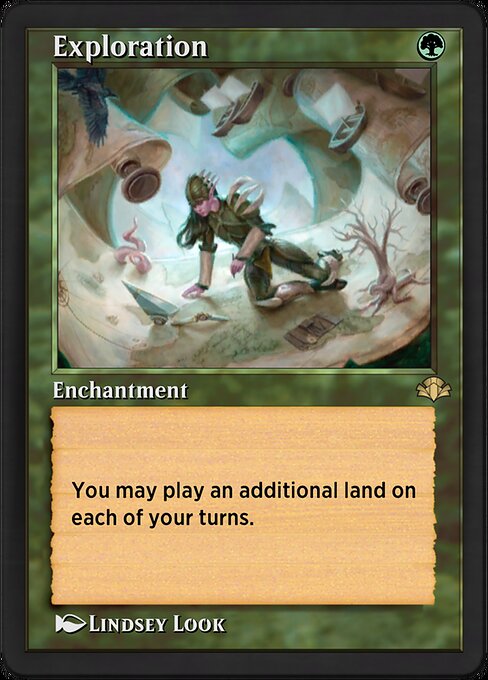 Exploration
Enchantment
You may play an additional land on
each of your turns.
Lindsey Look